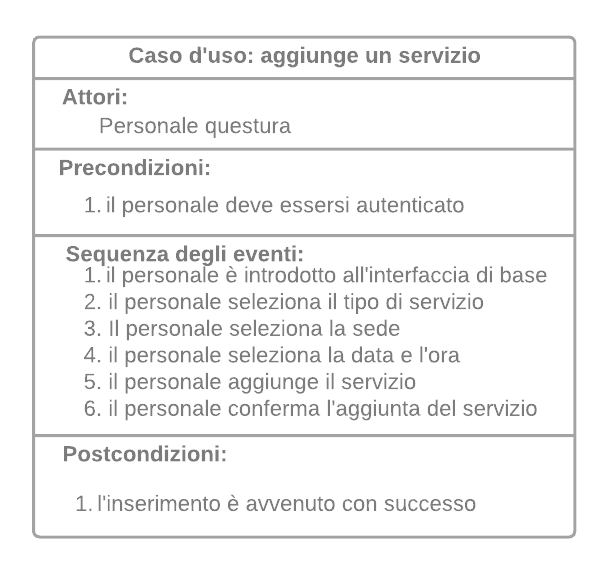 Caso d'uso: aggiunge un servizio
Attori:
Personale questura
Precondizioni:
1. il personale deve essersi autenticato
Sequenza degli eventi:
1. il personale è introdotto all'interfaccia di base
2. il personale seleziona il tipo di servizio
3. Il personale seleziona la sede
4. il personale seleziona la data e l'ora
5. il personale aggiunge il servizio
6. il personale conferma l'aggiunta del servizio
Postcondizioni:
1. l'inserimento è avvenuto con successo